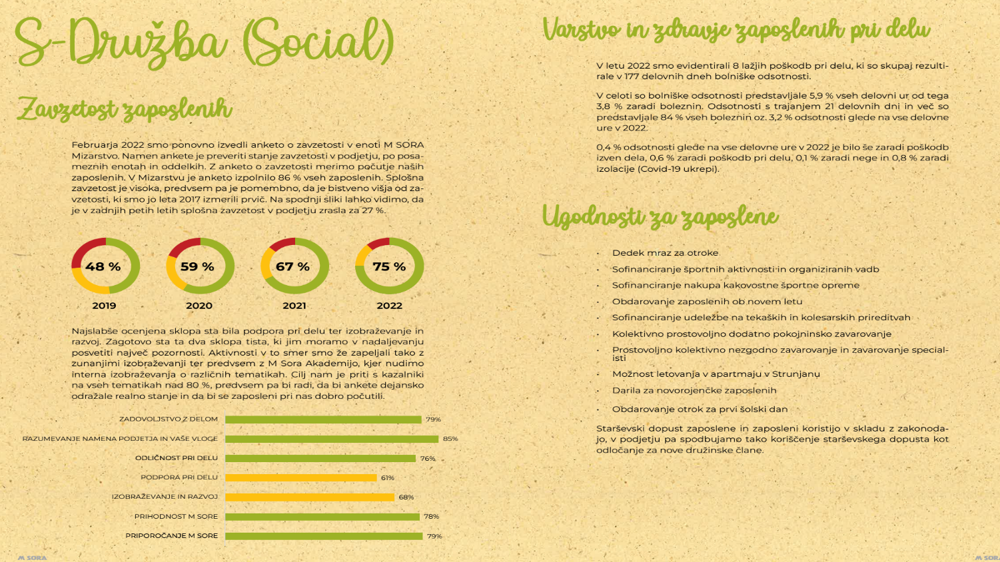 S-Družba (Social)
Zavzetost zaposlenih
Februarja 2022 smo ponovno izvedli anketo o zavzetosti v enoti M SORA
Mizarstvo. Namen ankete je preveriti stanje zavzetosti v podjetju, po posa-
meznih enotah in oddelkih. Z anketo o zavzetosti merimo počutje naših
zaposlenih. V Mizarstvu je anketo izpolnilo 86 % vseh zaposlenih. Splošna
zavzetost je visoka, predvsem pa je pomembno, da je bistveno višja od za-
vzetosti, ki smo jo leta 2017 izmerili prvič. Na spodnji sliki lahko vidimo, da
je v zadnjih petih letih splošna zavzetost v podjetju zrasla za 27 %.
48 % 59 % 67 % 75 %
2019 2020 2021 2022
Najslabše ocenjena sklopa sta bila podpora pri delu ter izobraževanje in
razvoj. Zagotovo sta ta dva sklopa tista, ki jim moramo v nadaljevanju
posvetiti največ pozornosti. Aktivnosti v to smer smo že zapeljali tako z
zunanjimi izobraževanji ter predvsem z M Sora Akademijo, kjer nudimo
interna izobraževanja o različnih tematikah. Cilj nam je priti s kazalniki
na vseh tematikah nad 80 %, predvsem pa bi radi, da bi ankete dejansko
odražale realno stanje in da bi se zaposleni pri nas dobro počutili.
ZADOVOLJSTVO Z DELOM 79%
RAZUMEVANJE NAMENA PODJETJA IN VAŠE VLOGE 85%
ODLIČNOST PRI DELU 76%
PODPORA PRI DELU 61%
IZOBRAŽEVANJE IN RAZVOJ 68%
PRIHODNOST M SORE 78%
PRIPOROČANJE M SORE 79%
M SORA
Varstvo in zdravje zaposlenih pri delu
V letu 2022 smo evidentirali 8 lažjih poškodb pri delu, ki so skupaj rezulti-
rale v 177 delovnih dneh bolniške odsotnosti.
V celoti so bolniške odsotnosti predstavljale 5,9 % vseh delovni ur od tega
3,8 % zaradi boleznin. Odsotnosti s trajanjem 21 delovnih dni in več so
predstavljale 84 % vseh boleznin oz. 3,2 % odsotnosti glede na vse delovne
ure v 2022.
0,4 % odsotnosti glede na vse delovne ure v 2022 je bilo še zaradi poškodb
izven dela, 0,6 % zaradi poškodb pri delu, 0,1 % zaradi nege in 0,8 % zaradi
izolacije (Covid-19 ukrepi).
Ugodnosti za zaposlene
• Dedek mraz za otroke
• Sofinanciranje športnih aktivnosti in organiziranih vadb
• Sofinanciranje nakupa kakovostne športne opreme
• Obdarovanje zaposlenih ob novem letu
• Sofinanciranje udeležbe na tekaških in kolesarskih prireditvah
• Kolektivno prostovoljno dodatno pokojninsko zavarovanje
• Prostovoljno kolektivno nezgodno zavarovanje in zavarovanje special-
isti
• Možnost letovanja v apartmaju v Strunjanu
• Darila za novorojenčke zaposlenih
• Obdarovanje otrok za prvi šolski dan
Starševski dopust zaposlene in zaposleni koristijo v skladu z zakonoda-
jo, v podjetju pa spodbujamo tako koriščenje starševskega dopusta kot
odločanje za nove družinske člane.
M SORA